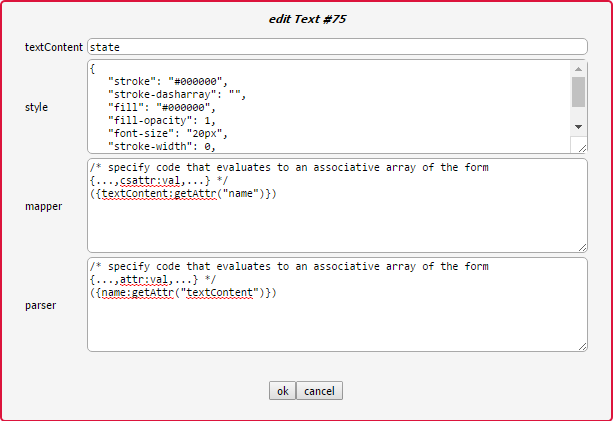 edit Text #75
textContent state
style
{
"stroke": "#000000",
"stroke-dasharray": "",
"fill": "#000000",
"fill-opacity": 1,
"font-size": "20px",
"stroke-width": 0,
mapper
/* specify code that evaluates to an associative array of the form
{...,csattr:val,...} */
({textContent:getAttr("name")})
parser
/* specify code that evaluates to an associative array of the form
{...,attr:val,...} */
({name:getAttr("textContent")})
ok cancel